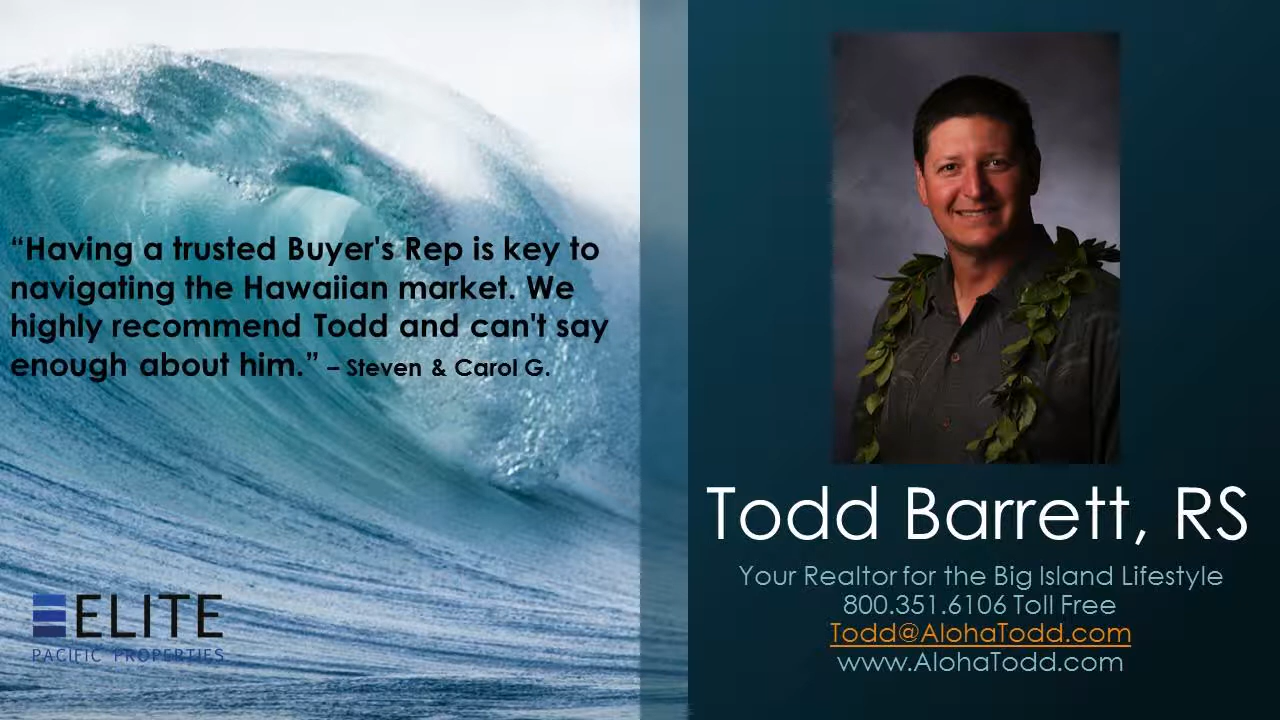 “Having a trusted Buyer's Rep is key to
navigating the Hawaiian market. We
highly recommend Todd and can't say
enough about him.” – Steven & Carol G.
ELITE
PACIFIC PROPERTIES
Todd Barrett, RS
Your Realtor for the Big Island Lifestyle
800.351.6106 Toll Free
Todd@AlohaTodd.com
www.AlohaTodd.com